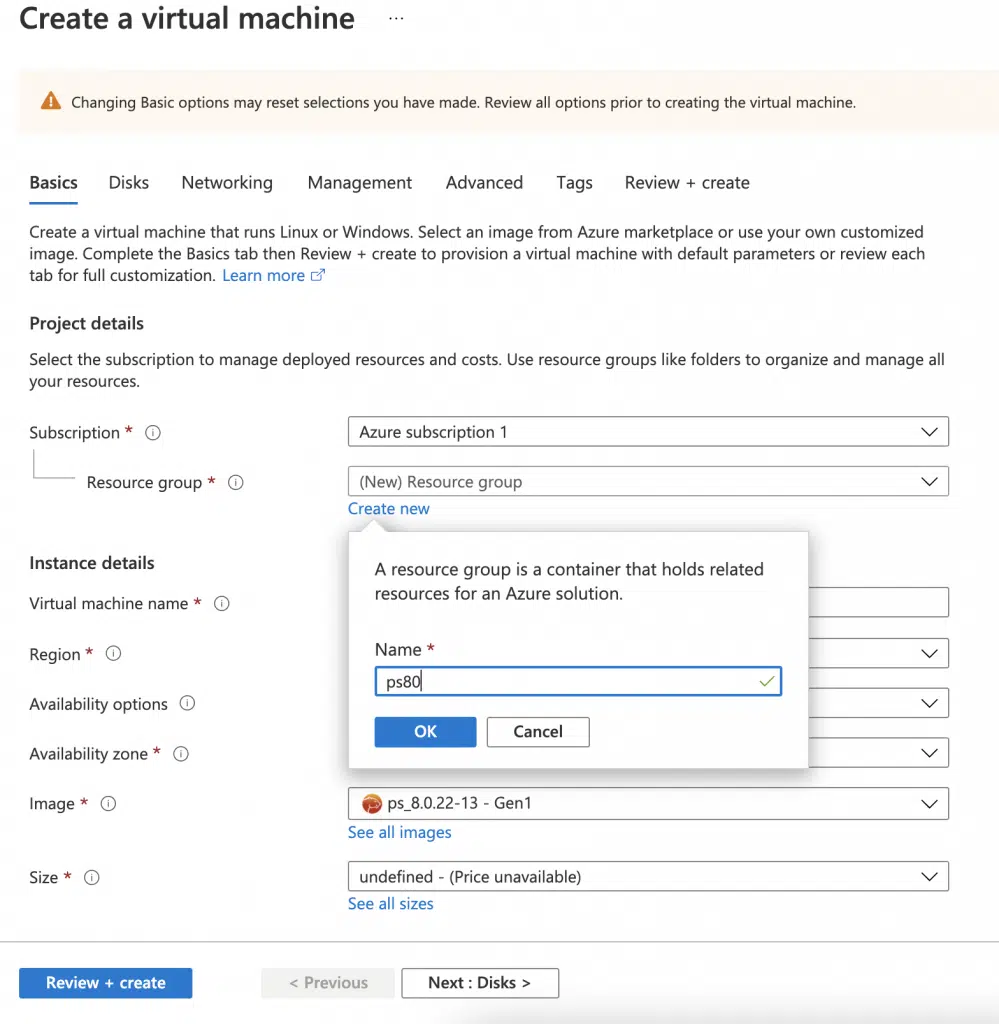 Create a virtual machine ...
Changing Basic options may reset selections you have made. Review all options prior to creating the virtual machine.
Basics Disks Networking Management Advanced Tags Review + create
Create a virtual machine that runs Linux or Windows. Select an image from Azure marketplace or use your own customized
image. Complete the Basics tab then Review + create to provision a virtual machine with default parameters or review each
tab for full customization. Learn more
Project details
Select the subscription to manage deployed resources and costs. Use resource groups like folders to organize and manage all
your resources.
Subscription * Azure subscription 1
Resource group * (New) Resource group
Create new
A resource group is a container that holds related
resources for an Azure solution.
Name *
ps80
OK Cancel
Instance details
Virtual machine name *
Region *
Availability options
Availability zone *
Image * ps_8.0.22-13 - Gen1
See all images
Size * undefined - (Price unavailable)
See all sizes
Review + create < Previous Next : Disks >